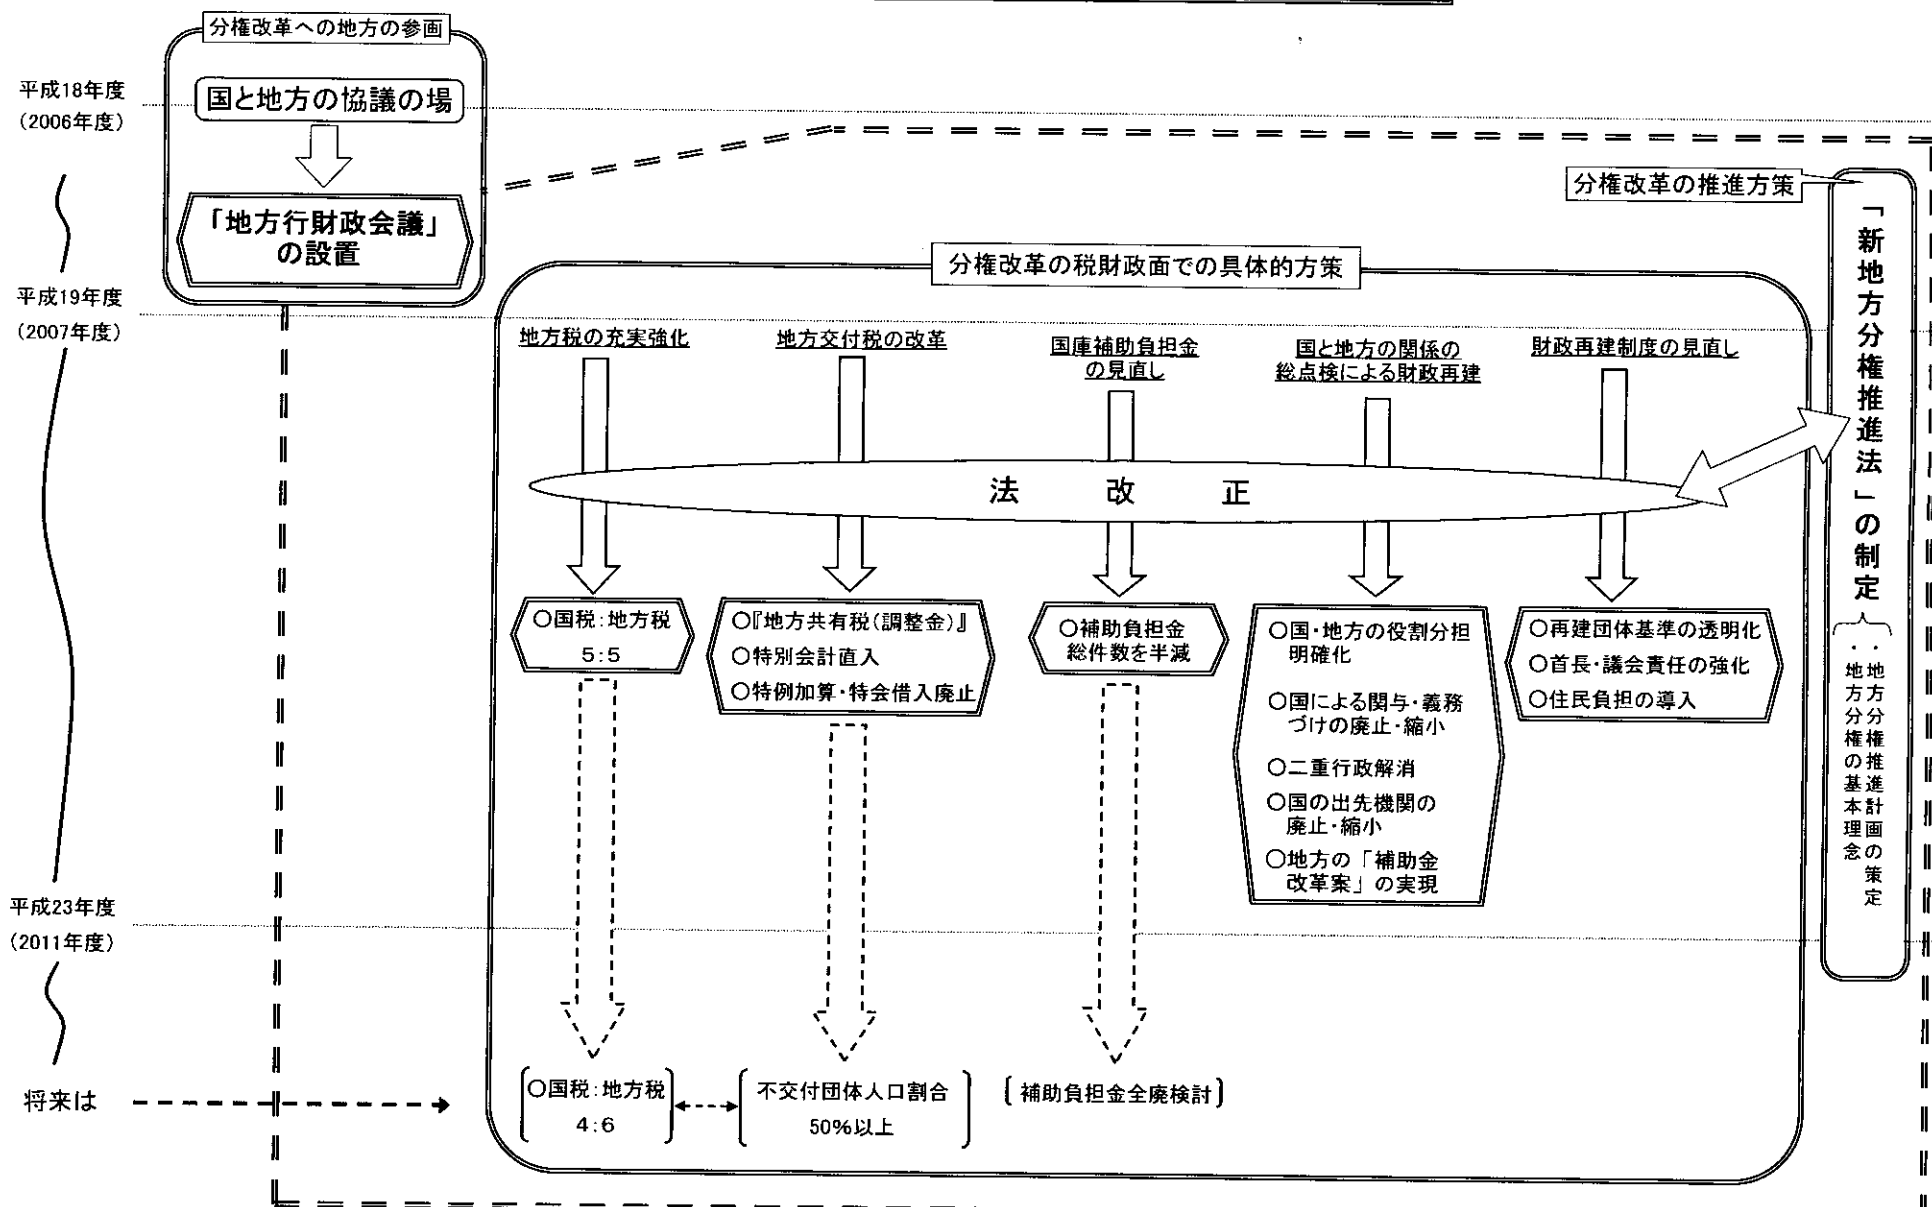 分権改革への地方の参画
平成18年度
(2006年度)
国と地方の協議の場
「地方行財政会議」
の設置
分権改革の推進方策
「新地方分権推進法」の制定
・地方分権推進計画の策定
・地方分権の基本理念
平成19年度
(2007年度)
分権改革の税財政面での具体的方策
地方税の充実強化
地方交付税の改革
国庫補助負担金
の見直し
国と地方の関係の
総点検による財政再建
財政再建制度の見直し
法 改 正
○国税:地方税
5:5
○『地方共有税(調整金)』
○特別会計直入
○特例加算・特会借入廃止
○補助負担金
総件数を半減
○国・地方の役割分担
明確化
○国による関与・義務
づけの廃止・縮小
○二重行政解消
○国の出先機関の
廃止・縮小
○地方の「補助金
改革案」の実現
○再建団体基準の透明化
○首長・議会責任の強化
○住民負担の導入
平成23年度
(2011年度)
将来は
○国税:地方税
4:6
不交付団体人口割合
50%以上
補助負担金全廃検討